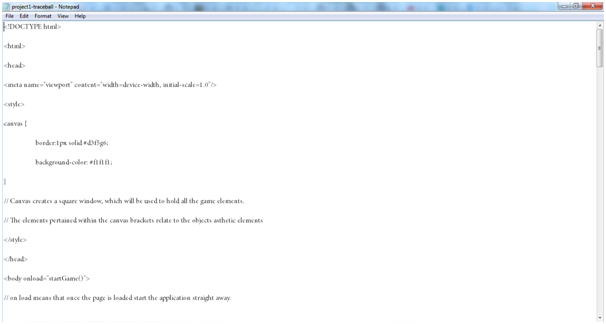 project1-traceball - Notepad
File Edit Format View Help
<!DOCTYPE html>
<html>
<head>
<meta name="viewport" content="width=device-width, initial-scale=1.0"/>
<style>
canvas {
border:1px solid #d3f5g6;
background-color: #f1f1f1;
}
// Canvas creates a square window, which will be used to hold all the game elements.
// The elements pertained within the canvas brackets relate to the objects asthetic elements
</style>
</head>
<body onload="startGame()">
// on load means that once the page is loaded start the application straight away.